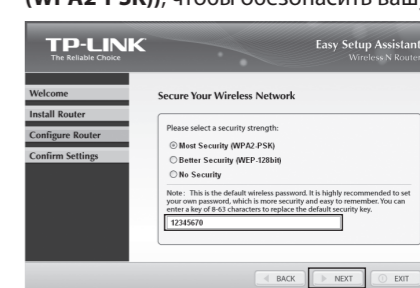 (WPA2-PSK)), чтобы обезопасить вашу
TP-LINK
The Reliable Choice
Easy Setup Assistant
Wireless N Router
Welcome
Install Router
Configure Router
Confirm Settings
Secure Your Wireless Network
Please select a security strength:
Most Security (WPA2-PSK)
Better Security (WEP-128bit)
No Security
Note : This is the default wireless password. It is highly recommended to set
your own password, which is more security and easy to remember. You can
enter a key of 8-63 characters to replace the default security key.
12345670
BACK
NEXT
EXIT